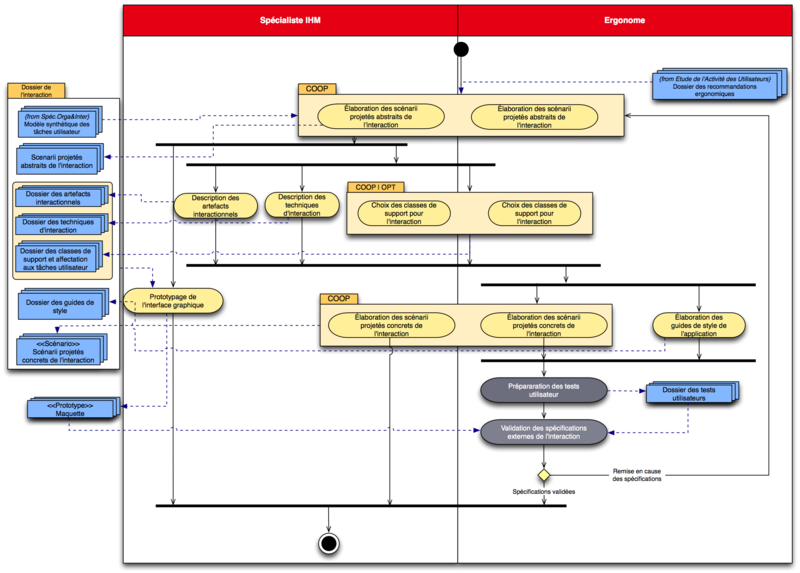 Spécialiste IHM
Ergonome
Dossier de
l'interaction
(from Spéc Orga&Inter)
Modèle synthétique des
tâches utilisateur
Scenarii projetés
abstraits de l'interaction
Dossier des artefacts
interactionnels
Dossier des techniques
d'interaction
Dossier des classes de
support et affectation
aux tâches utilisateur
Dossier des guides de
style
<<Scénario>>
Scénarii projetés
concrets de l'interaction
<<Prototype>>
Maquette
(from Etude de l'Activité des Utilisateurs)
Dossier des recommandations
ergonomiques
COOP
Élaboration des scénarii
projetés abstraits de
l'interaction
Élaboration des scénarii
projetés abstraits de
l'interaction
Description des
artefacts
interactionnels
Description des
techniques
d'interaction
COOP | OPT
Choix des classes de
support pour
l'interaction
Choix des classes de
support pour
l'interaction
Prototypage de
l'interface graphique
COOP
Élaboration des scénarii
projetés concrets de
l'interaction
Élaboration des scénarii
projetés concrets de
l'interaction
Élaboration des
guides de style de
l'application
Prépararation des tests
utilisateur
Dossier des tests
utilisateurs
Validation des spécifications
externes de l'interaction
Remise en cause
des spécifications
Spécifications validées